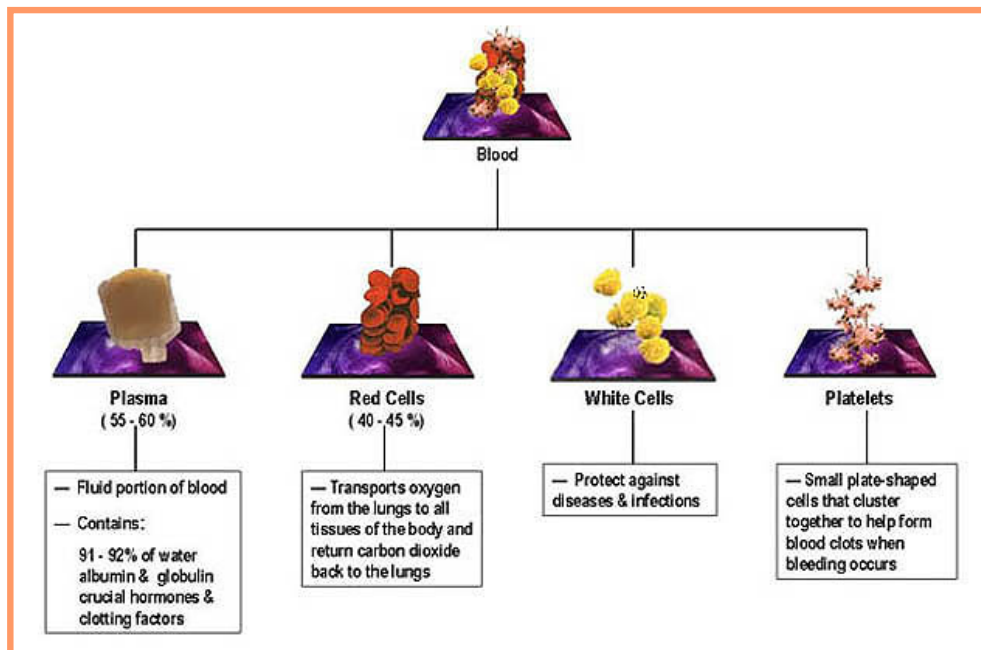 Blood
Plasma
( 55 - 60 %)
Red Cells
( 40 - 45 %)
White Cells
Platelets
— Fluid portion of blood
— Contains:
91 - 92% of water
albumin & globulin
crucial hormones &
clotting factors
— Transports oxygen
from the lungs to all
tissues of the body and
return carbon dioxide
back to the lungs
— Protect against
diseases & infections
— Small plate-shaped
cells that cluster
together to help form
blood clots when
bleeding occurs